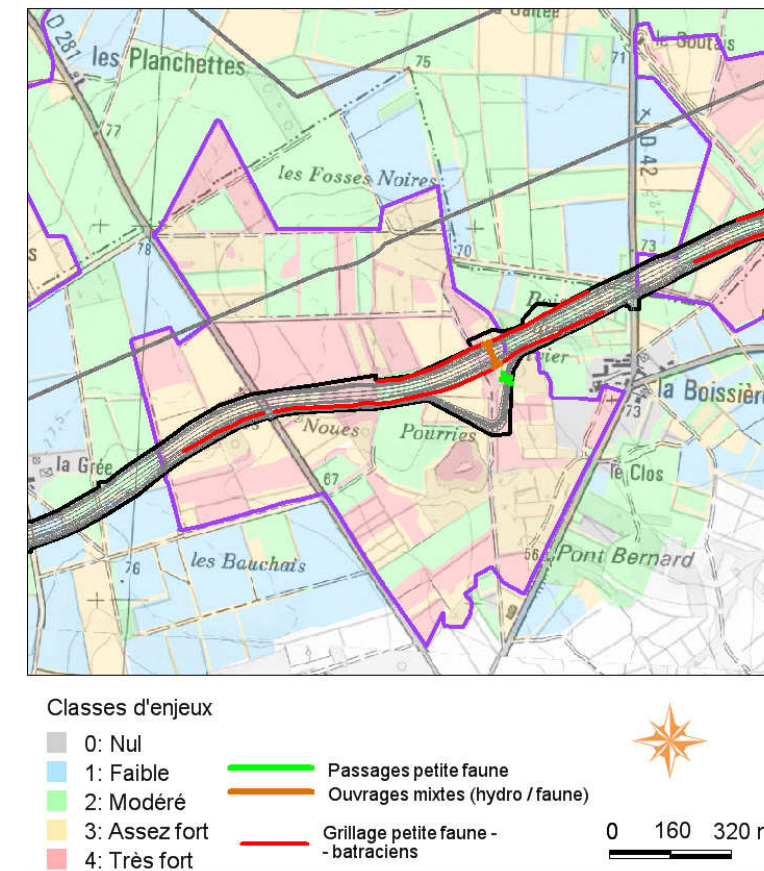 D 281
les Planchettes
77
75
71
le Soutais
les Fosses Noires
D 42
78
70
73
la Boissière
73
Noues
Pourries
la Grée
67
le Clos
76
les Bauchais
56
Pont Bernard
Classes d'enjeux
0: Nul
1: Faible
2: Modéré
3: Assez fort
4: Très fort
Passages petite faune
Ouvrages mixtes (hydro / faune)
Grillage petite faune -
- batraciens
0 160 320